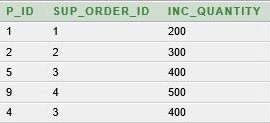 P_ID SUP_ORDER_ID INC_QUANTITY
1 1 200
2 2 300
5 3 400
9 4 500
4 3 400